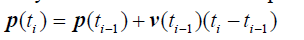 p(tᵢ) = p(tᵢ₋₁) + v(tᵢ₋₁)(tᵢ − tᵢ₋₁)